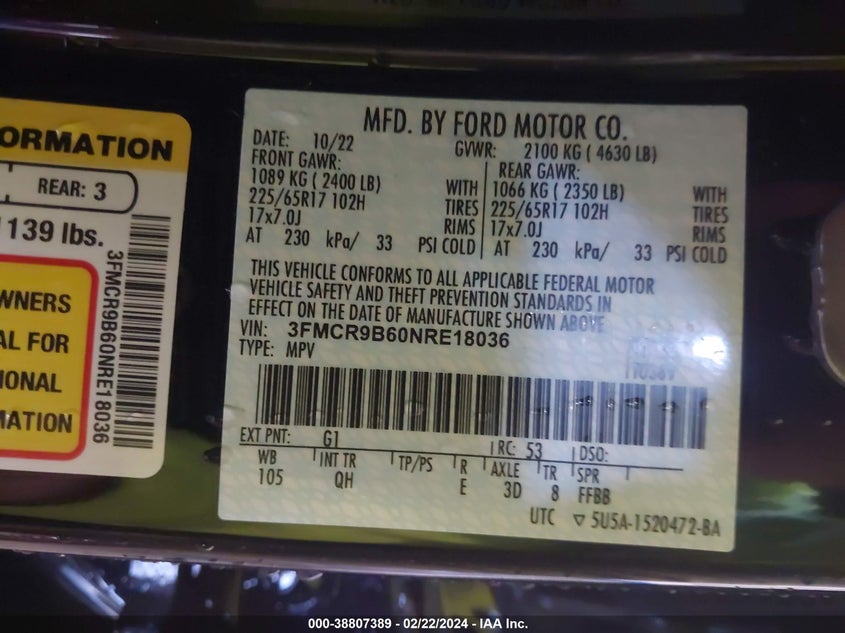 ORMATION
REAR: 3
1139 lbs.
3FMCR9B60NRE18036
WNERS
AL FOR
IONAL
MATION
MFD. BY FORD MOTOR CO.
DATE: 10/22 GVWR: 2100 KG ( 4630 LB)
FRONT GAWR: REAR GAWR:
1089 KG ( 2400 LB) WITH 1066 KG ( 2350 LB) WITH
225/65R17 102H TIRES 225/65R17 102H TIRES
17x7.0J RIMS 17x7.0J RIMS
AT 230 kPa/ 33 PSI COLD AT 230 kPa/ 33 PSI COLD
THIS VEHICLE CONFORMS TO ALL APPLICABLE FEDERAL MOTOR
VEHICLE SAFETY AND THEFT PREVENTION STANDARDS IN
EFFECT ON THE DATE OF MANUFACTURE SHOWN ABOVE
VIN: 3FMCR9B60NRE18036
TYPE: MPV
EXT PNT: G1 RC: 53 DSO:
WB INT TR TP/PS R AXLE TR SPR
105 QH E 3D 8 FFBB
UTC ▽ 5U5A-1520472-BA
000-38807389 - 02/22/2024 - IAA Inc.